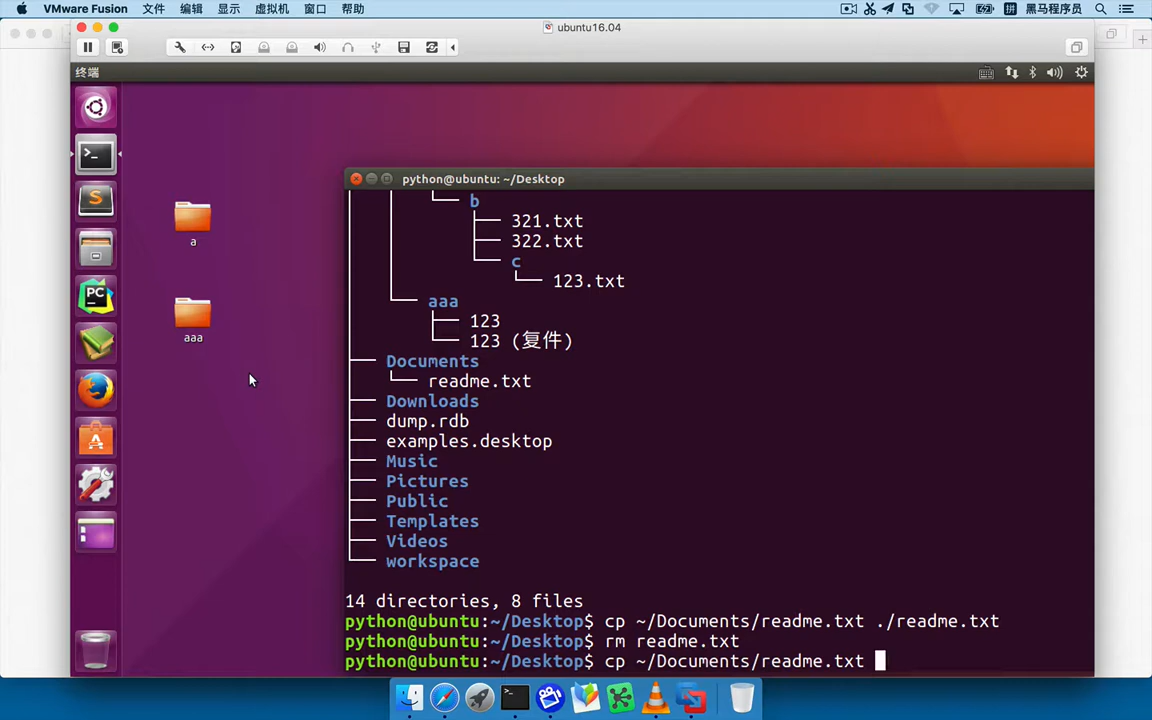 VMware Fusion 文件 编辑 显示 虚拟机 窗口 帮助 黑马程序员
ubuntu16.04
终端
python@ubuntu: ~/Desktop
a
aaa
b
321.txt
322.txt
c
123.txt
aaa
123
123 (复件)
Documents
readme.txt
Downloads
dump.rdb
examples.desktop
Music
Pictures
Public
Templates
Videos
workspace
14 directories, 8 files
python@ubuntu:~/Desktop$ cp ~/Documents/readme.txt ./readme.txt
python@ubuntu:~/Desktop$ rm readme.txt
python@ubuntu:~/Desktop$ cp ~/Documents/readme.txt